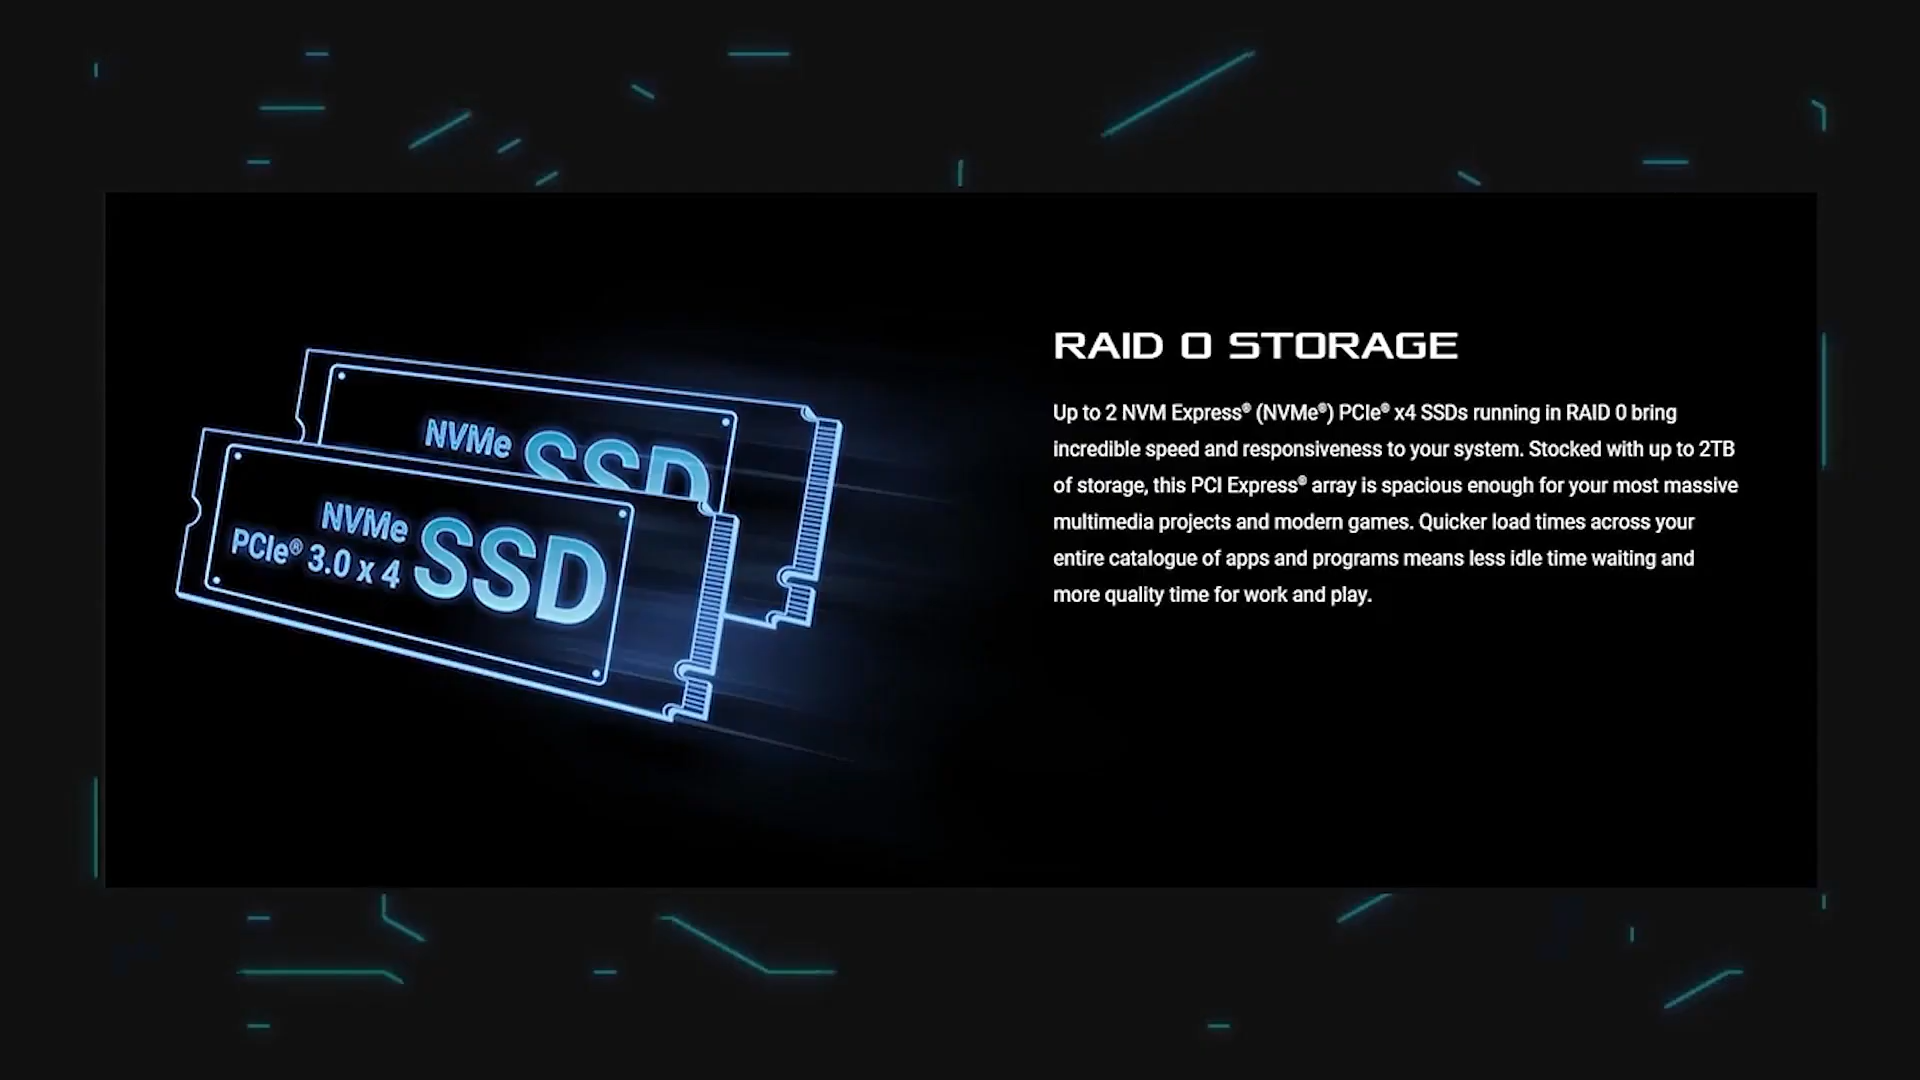 RAID 0 STORAGE
Up to 2 NVM Express® (NVMe®) PCIe® x4 SSDs running in RAID 0 bring
incredible speed and responsiveness to your system. Stocked with up to 2TB
of storage, this PCI Express® array is spacious enough for your most massive
multimedia projects and modern games. Quicker load times across your
entire catalogue of apps and programs means less idle time waiting and
more quality time for work and play.
NVMe SSD
NVMe
PCIe® 3.0 x 4 SSD